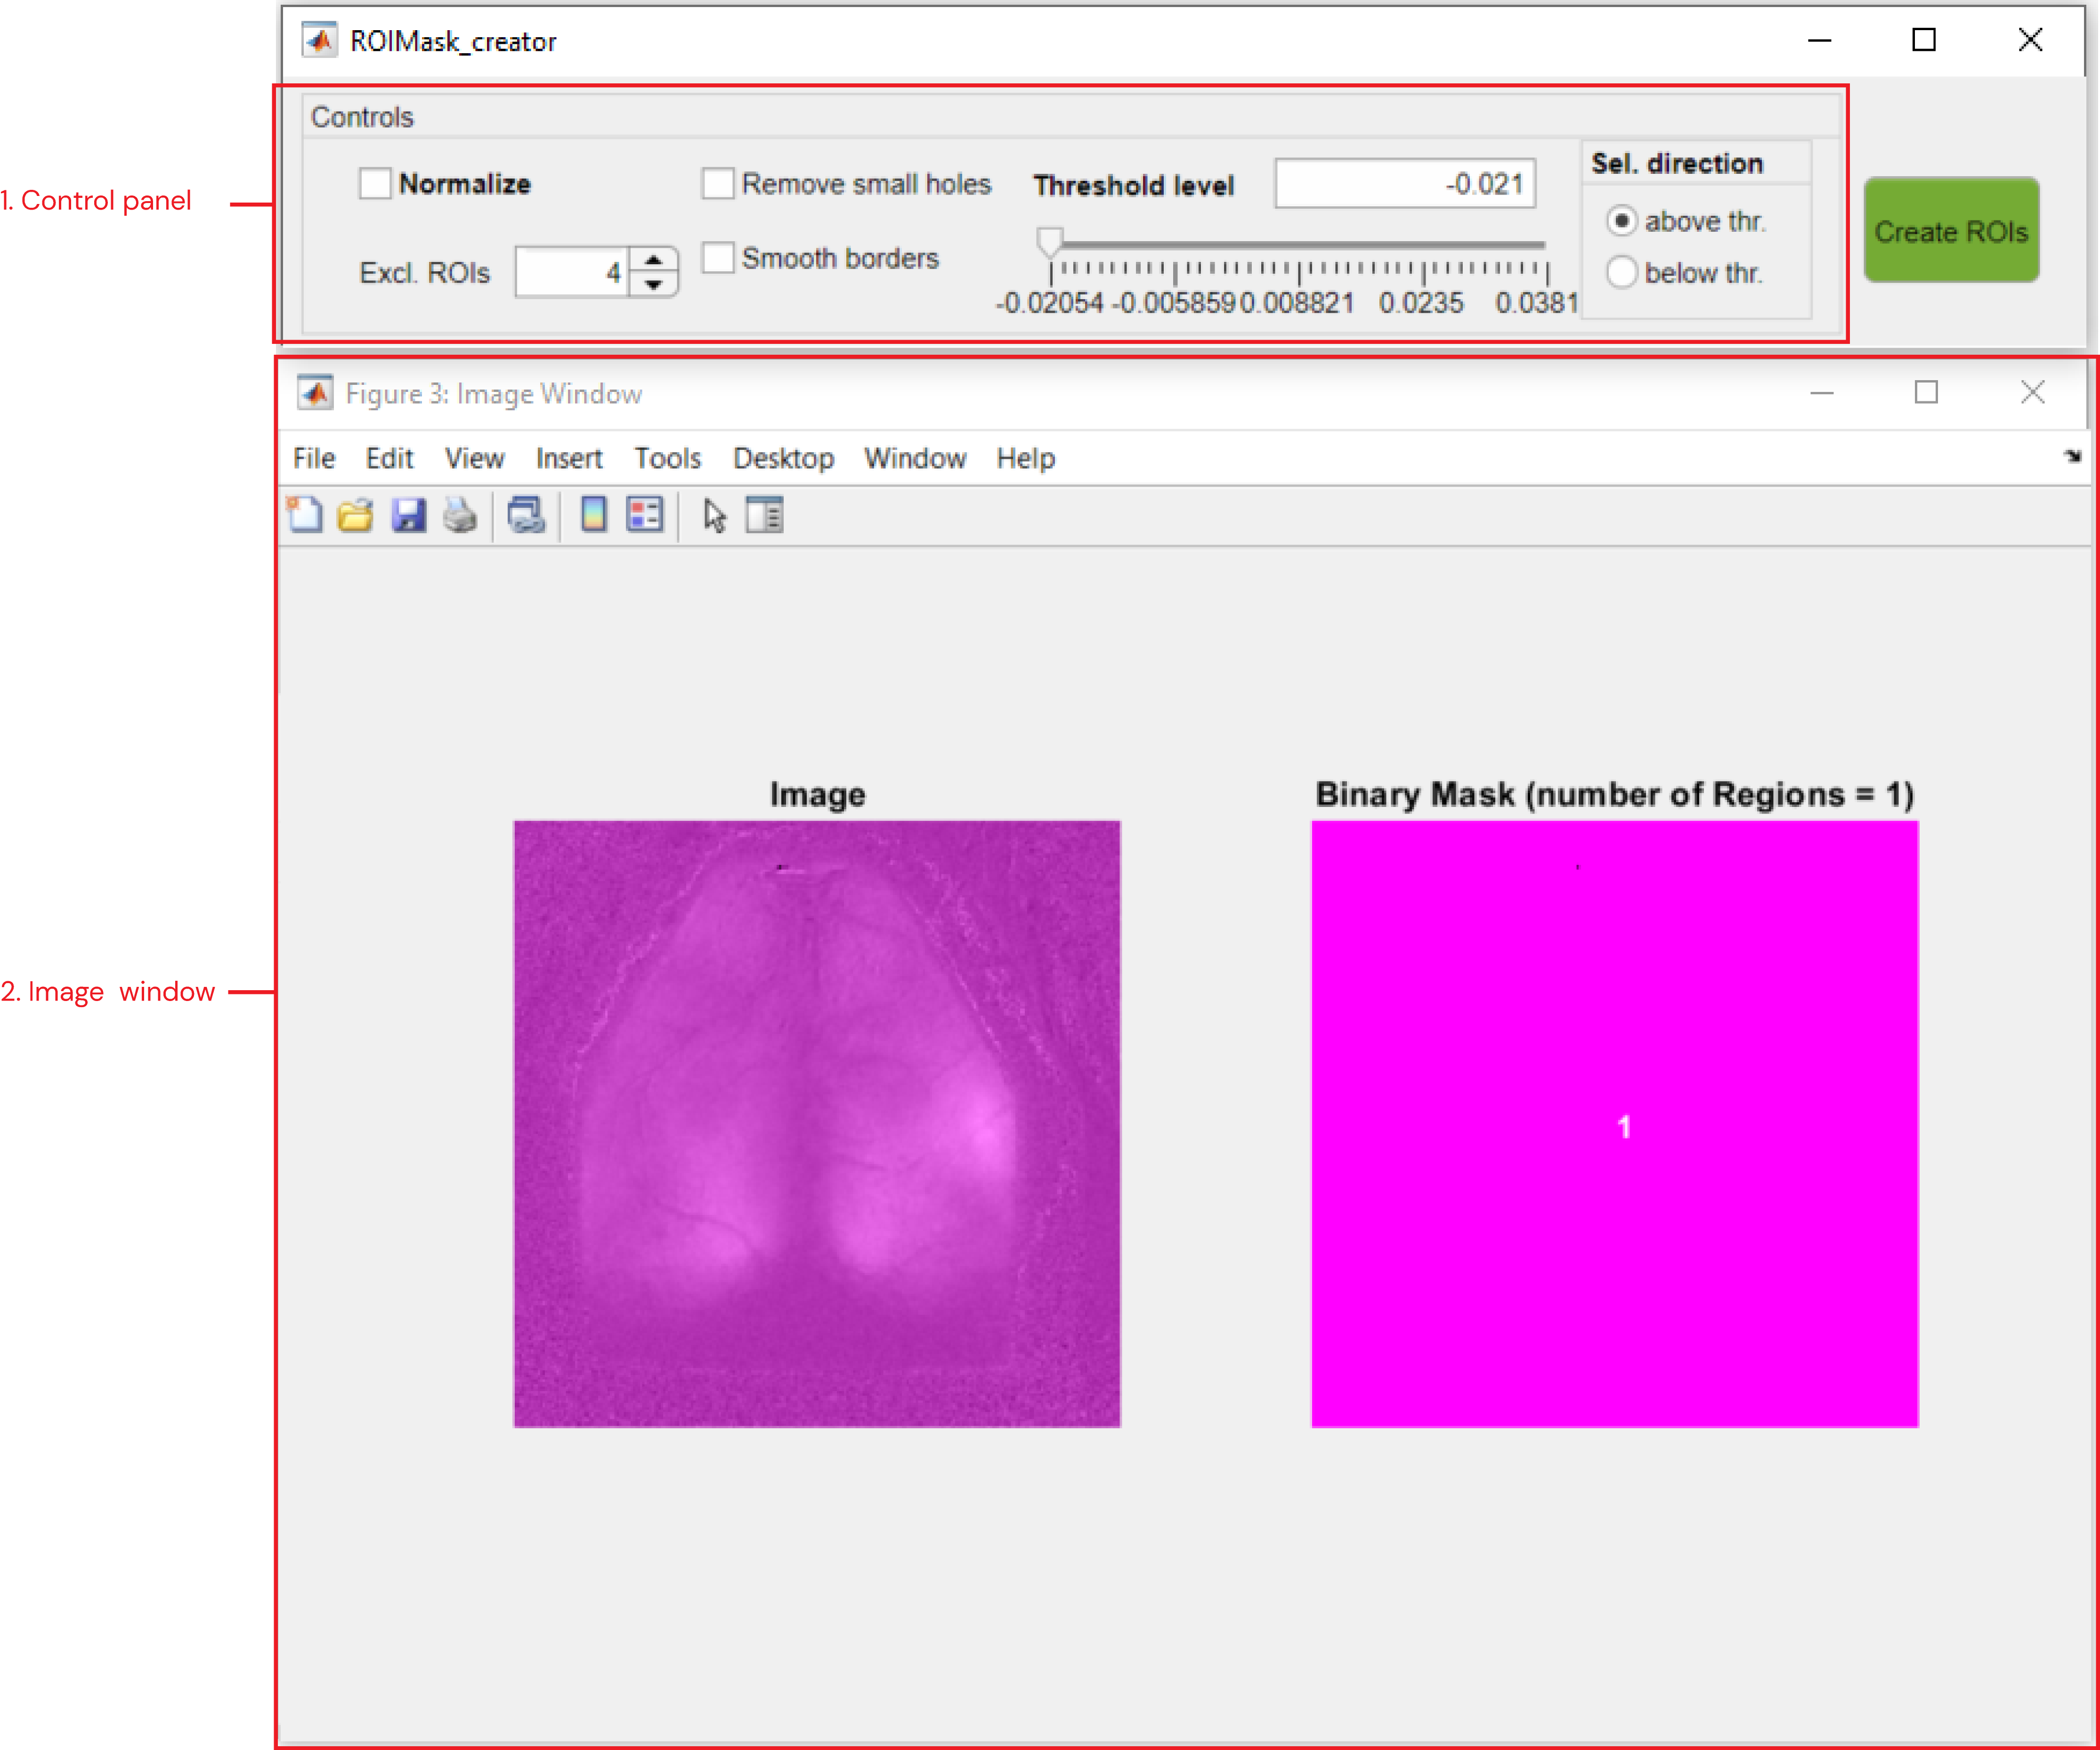 ROIMask_creator
Controls
1. Control panel
Normalize
Remove small holes
Threshold level
-0.021
Sel. direction
above thr.
Create ROIs
Excl. ROIs
4
Smooth borders
below thr.
-0.02054 -0.005859 0.008821 0.0235 0.0381
Figure 3: Image Window
File Edit View Insert Tools Desktop Window Help
Image
Binary Mask (number of Regions = 1)
2. Image window
1